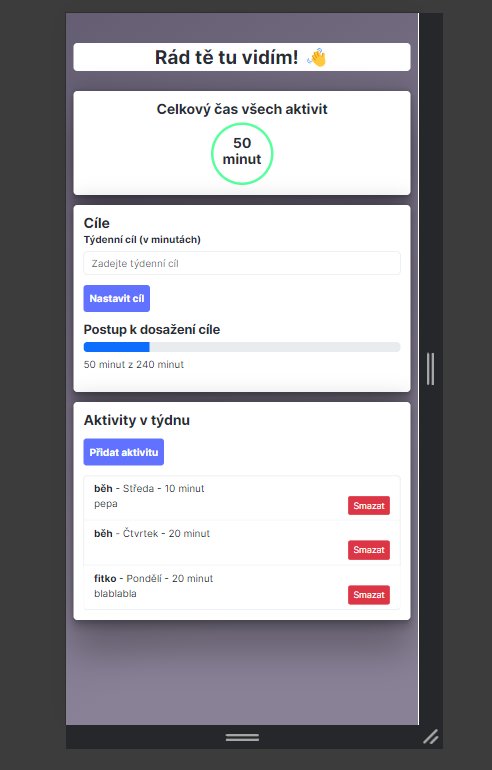 Rád tě tu vidím! 👋
Celkový čas všech aktivit
50
minut
Cíle
Týdenní cíl (v minutách)
Zadejte týdenní cíl
Nastavit cíl
Postup k dosažení cíle
50 minut z 240 minut
Aktivity v týdnu
Přidat aktivitu
běh - Středa - 10 minut
pepa
Smazat
běh - Čtvrtek - 20 minut
Smazat
fitko - Pondělí - 20 minut
blablabla
Smazat